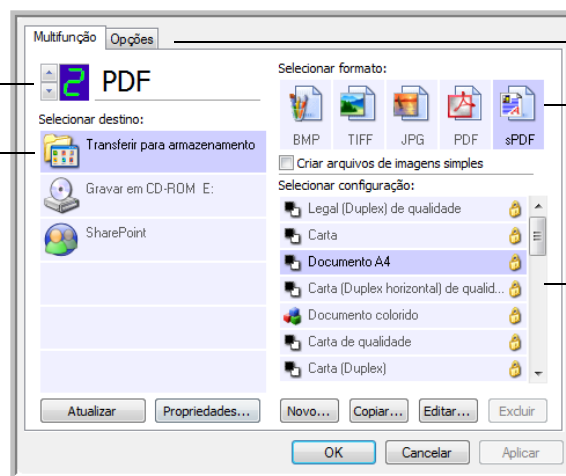 Multifunção
Opções
2
PDF
Selecionar destino:
Transferir para armazenamento
Gravar em CD-ROM E:
SharePoint
Atualizar
Propriedades...
Selecionar formato:
BMP
TIFF
JPG
PDF
sPDF
Criar arquivos de imagens simples
Selecionar configuração:
Legal (Duplex) de qualidade
Carta
Documento A4
Carta (Duplex horizontal) de qualid...
Documento colorido
Carta de qualidade
Carta (Duplex)
Novo...
Copiar...
Editar...
Excluir
OK
Cancelar
Aplicar